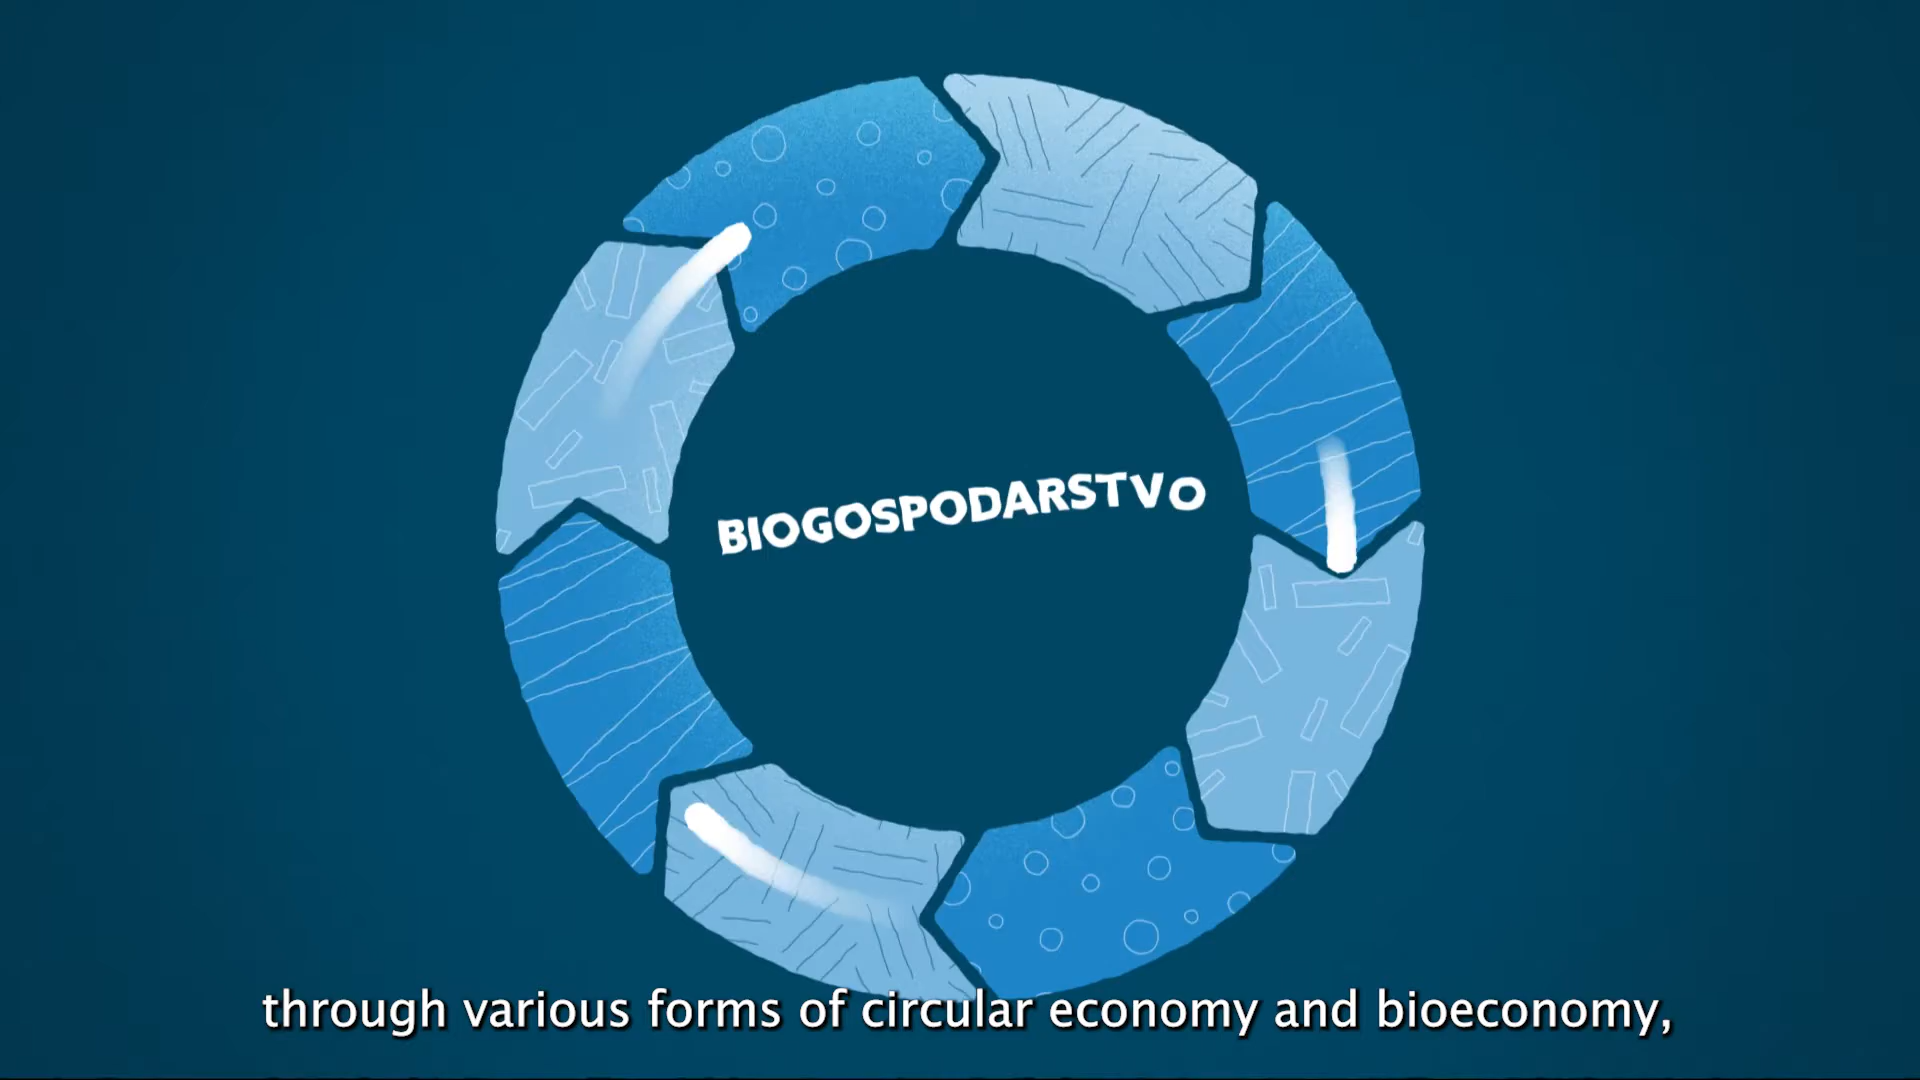 BIOGOSPODARSTVO
through various forms of circular economy and bioeconomy,